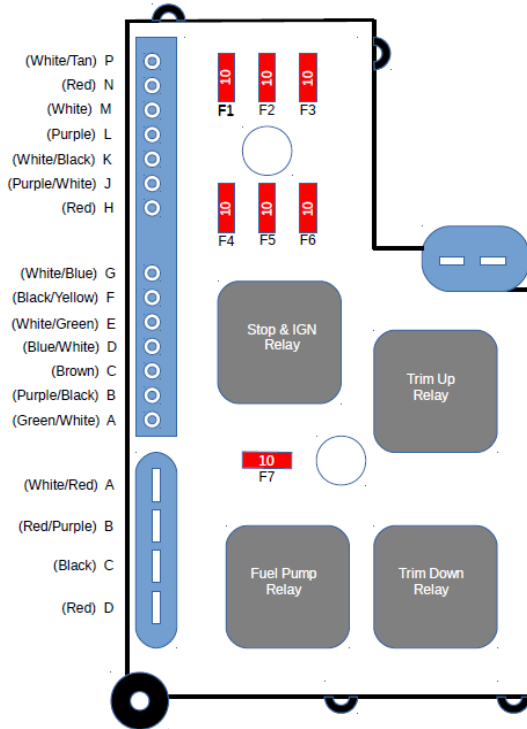 (White/Tan) P
(Red) N
(White) M
(Purple) L
(White/Black) K
(Purple/White) J
(Red) H
10 10 10
F1 F2 F3
10 10 10
F4 F5 F6
(White/Blue) G
(Black/Yellow) F
(White/Green) E
(Blue/White) D
(Brown) C
(Purple/Black) B
(Green/White) A
Stop & IGN
Relay
Trim Up
Relay
10
F7
(White/Red) A
(Red/Purple) B
(Black) C
(Red) D
Fuel Pump
Relay
Trim Down
Relay